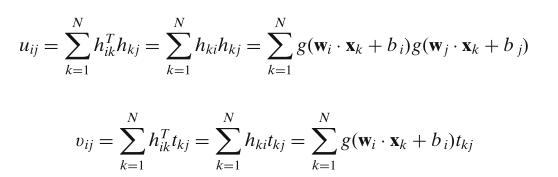 u_{ij} = \sum_{k=1}^{N} h_{ik}^{T} h_{kj} = \sum_{k=1}^{N} h_{ki} h_{kj} = \sum_{k=1}^{N} g(\mathbf{w}_i \cdot \mathbf{x}_k + b_i) g(\mathbf{w}_j \cdot \mathbf{x}_k + b_j)
v_{ij} = \sum_{k=1}^{N} h_{ik}^{T} t_{kj} = \sum_{k=1}^{N} h_{ki} t_{kj} = \sum_{k=1}^{N} g(\mathbf{w}_i \cdot \mathbf{x}_k + b_i) t_{kj}